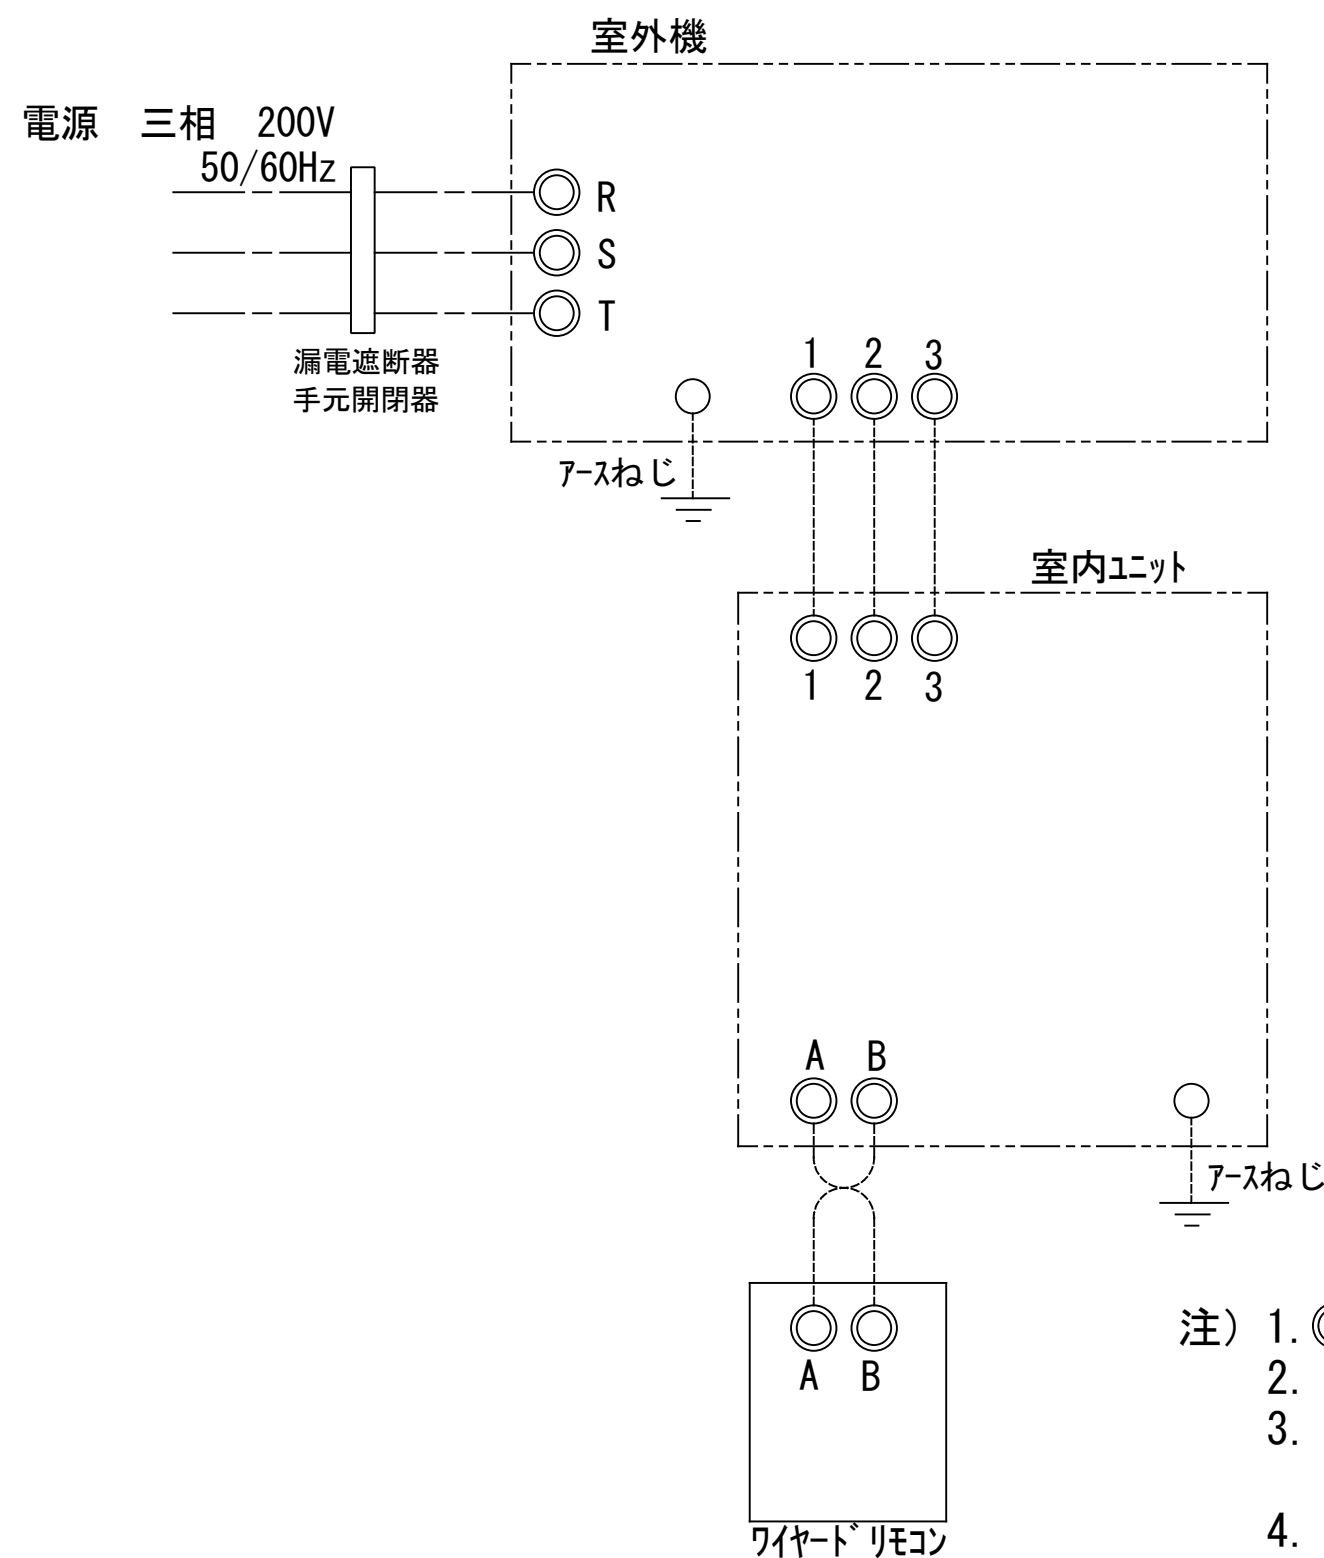 室外機
電源 三相 200V
50/60Hz
R
S
T
漏電遮断器
手元開閉器
1 2 3
ｱｰｽねじ
室内ﾕﾆｯﾄ
1 2 3
A B
ｱｰｽねじ
A B
ﾜｲﾔｰﾄﾞﾘﾓｺﾝ
注) 1.
2.
3.
4.